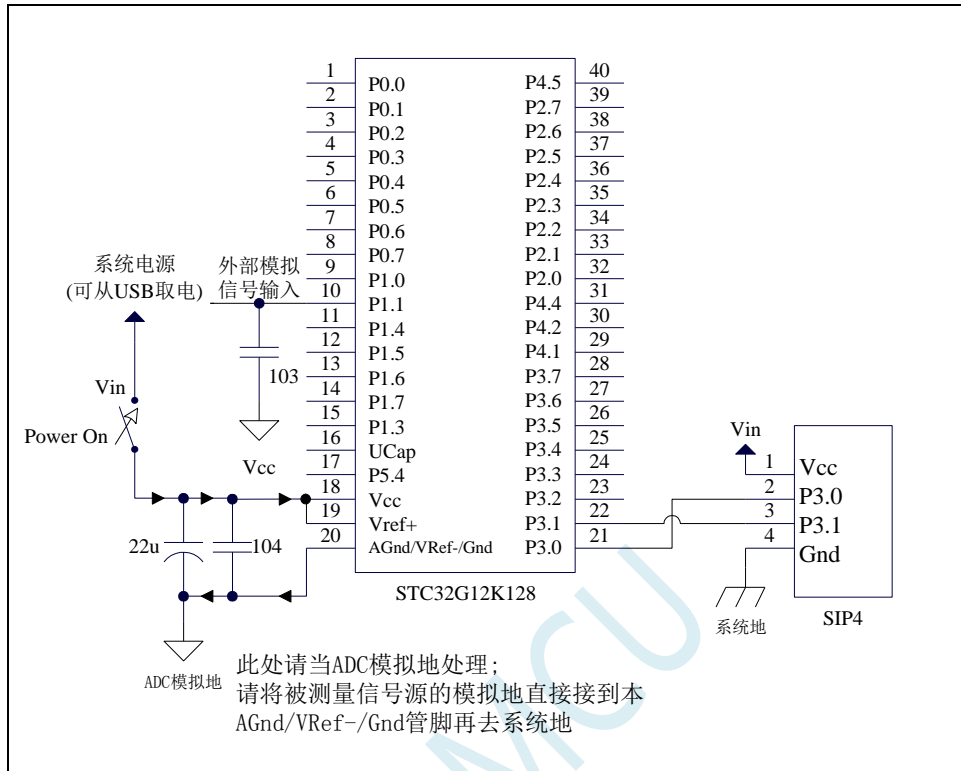 1 P0.0 P4.5 40
2 P0.1 P2.7 39
3 P0.2 P2.6 38
4 P0.3 P2.5 37
5 P0.4 P2.4 36
6 P0.5 P2.3 35
7 P0.6 P2.2 34
8 P0.7 P2.1 33
9 P1.0 P2.0 32
10 P1.1 P4.4 31
11 P1.4 P4.2 30
12 P1.5 P4.1 29
13 P1.6 P3.7 28
14 P1.7 P3.6 27
15 P1.3 P3.5 26
16 UCap P3.4 25
17 P5.4 P3.3 24
18 Vcc P3.2 23
19 Vref+ P3.1 22
20 AGnd/VRef-/Gnd P3.0 21
STC32G12K128
系统电源
(可从USB取电)
外部模拟
信号输入
103
Vin
Power On
Vcc
22u
104
ADC模拟地
Vin
1 Vcc
2 P3.0
3 P3.1
4 Gnd
系统地
SIP4
此处请当ADC模拟地处理;
请将被测量信号源的模拟地直接接到本
AGnd/VRef-/Gnd管脚再去系统地
MCU